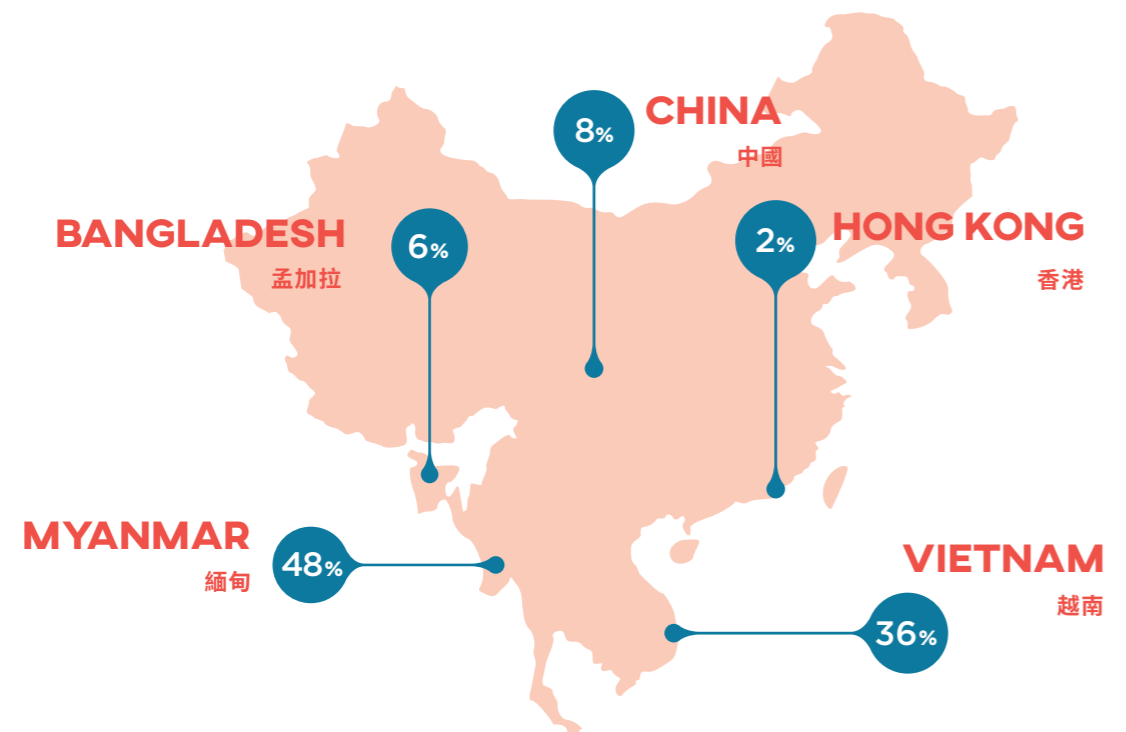 CHINA
中國
8%
BANGLADESH
孟加拉
6%
HONG KONG
香港
2%
MYANMAR
緬甸
48%
VIETNAM
越南
36%